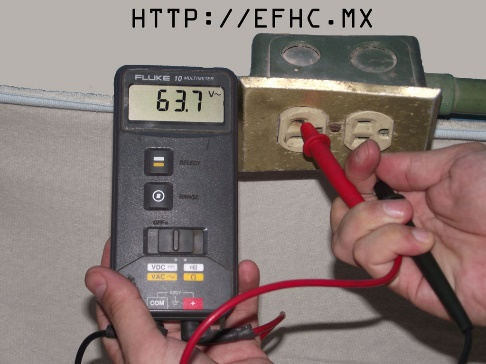 HTTP://EFHC.MX
FLUKE 10 MULTIMETER
63.7 V~
SELECT
RANGE
OFF
VDC
VAC
Ω
COM
+